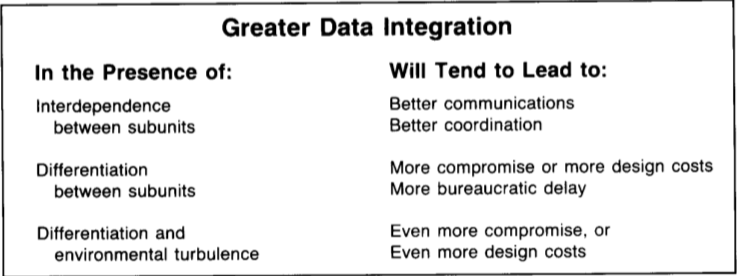 Greater Data Integration
In the Presence of:
Will Tend to Lead to:
Interdependence
between subunits
Better communications
Better coordination
Differentiation
between subunits
More compromise or more design costs
More bureaucratic delay
Differentiation and
environmental turbulence
Even more compromise, or
Even more design costs